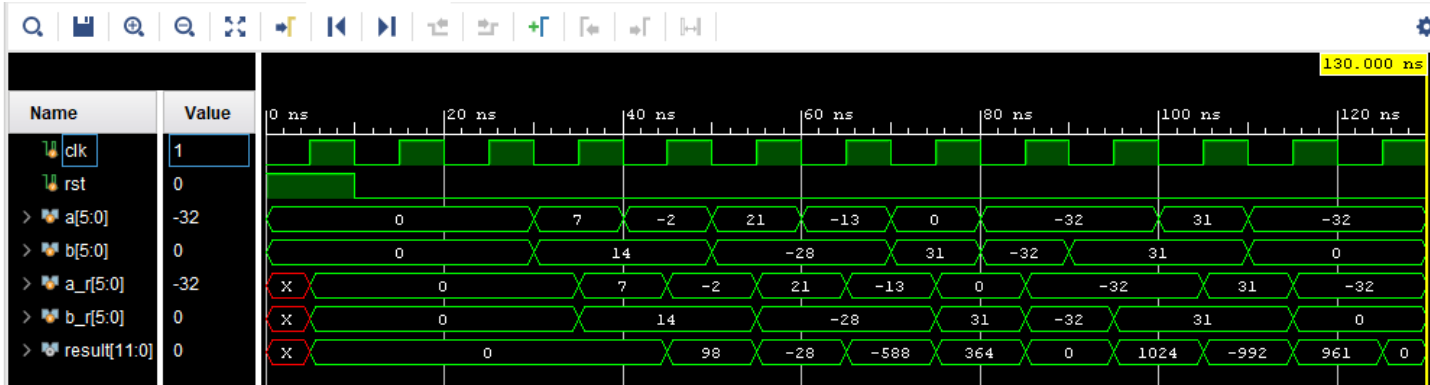 130.000 ns
Name Value 0 ns 20 ns 40 ns 60 ns 80 ns 100 ns 120 ns
clk 1
rst 0
a[5:0] -32 0 7 -2 21 -13 0 -32 31 -32
b[5:0] 0 0 14 -28 31 -32 31 0
a_r[5:0] -32 X 0 7 -2 21 -13 0 -32 31 -32
b_r[5:0] 0 X 0 14 -28 31 -32 31 0
result[11:0] 0 X 0 98 -28 -588 364 0 1024 -992 961 0